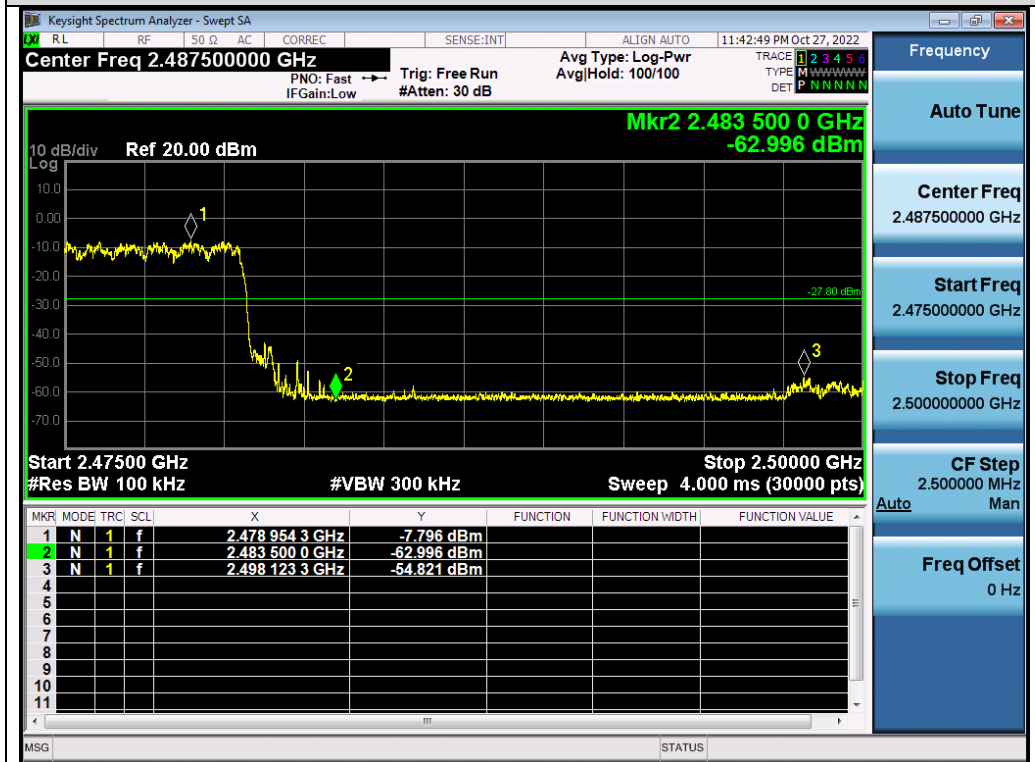 Keysight Spectrum Analyzer - Swept SA
LXI RL RF 50 Ω AC CORREC SENSE:INT ALIGN AUTO 11:42:49 PM Oct 27, 2022
Center Freq 2.487500000 GHz
PNO: Fast
IFGain:Low
Trig: Free Run
#Atten: 30 dB
Avg Type: Log-Pwr
Avg|Hold: 100/100
TRACE 1 2 3 4 5 6
TYPE M WWWWW
DET P N N N N N
Mkr2 2.483 500 0 GHz
-62.996 dBm
10 dB/div Ref 20.00 dBm
Log
10.0
0.00
-10.0
-20.0
-30.0
-40.0
-50.0
-60.0
-70.0
1
2
3
-27.80 dBm
Start 2.47500 GHz Stop 2.50000 GHz
#Res BW 100 kHz #VBW 300 kHz Sweep 4.000 ms (30000 pts)
MKR MODE TRC SCL X Y FUNCTION FUNCTION WIDTH FUNCTION VALUE
1 N 1 f 2.478 954 3 GHz -7.796 dBm
2 N 1 f 2.483 500 0 GHz -62.996 dBm
3 N 1 f 2.498 123 3 GHz -54.821 dBm
4
5
6
7
8
9
10
11
MSG STATUS
Frequency
Auto Tune
Center Freq
2.487500000 GHz
Start Freq
2.475000000 GHz
Stop Freq
2.500000000 GHz
CF Step
2.500000 MHz
Auto Man
Freq Offset
0 Hz